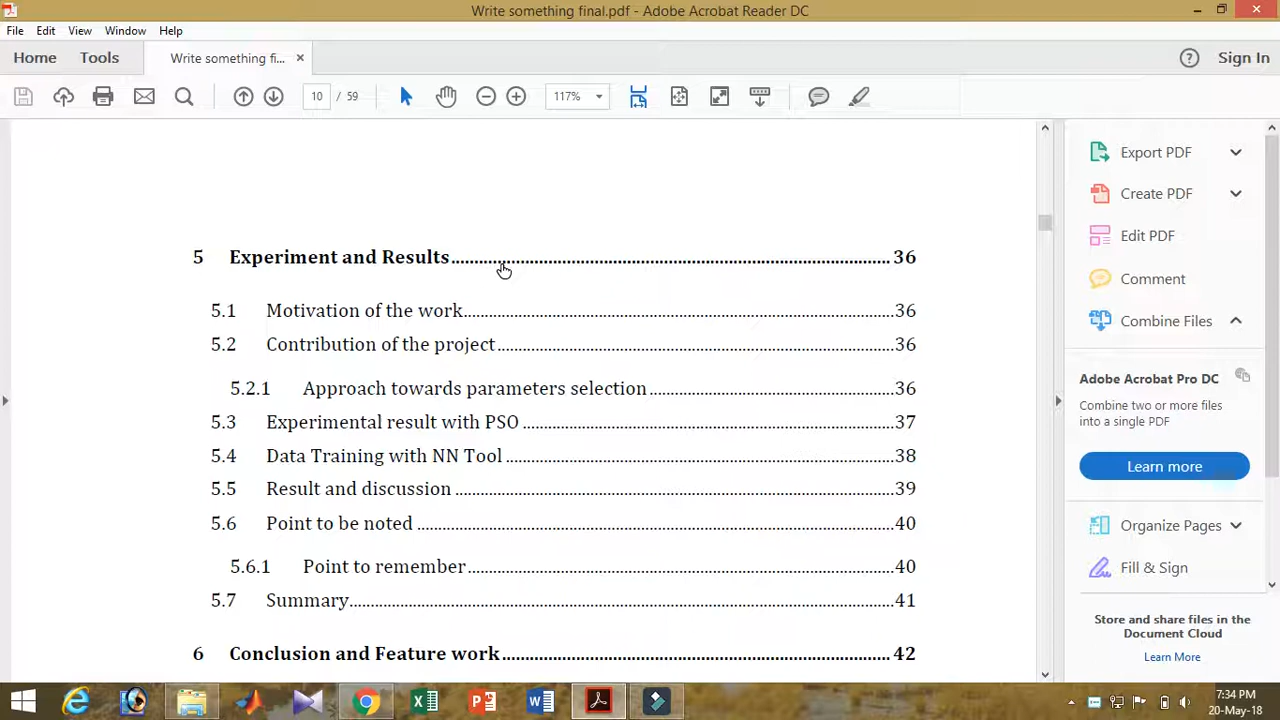 Write something final.pdf - Adobe Acrobat Reader DC
File Edit View Window Help
Home Tools Write something fi... × Sign In
10 / 59 117%
5 Experiment and Results 36
5.1 Motivation of the work 36
5.2 Contribution of the project 36
5.2.1 Approach towards parameters selection 36
5.3 Experimental result with PSO 37
5.4 Data Training with NN Tool 38
5.5 Result and discussion 39
5.6 Point to be noted 40
5.6.1 Point to remember 40
5.7 Summary 41
6 Conclusion and Feature work 42
Export PDF
Create PDF
Edit PDF
Comment
Combine Files
Adobe Acrobat Pro DC
Combine two or more files
into a single PDF
Learn more
Organize Pages
Fill & Sign
Store and share files in the
Document Cloud
Learn More
7:34 PM
20-May-18